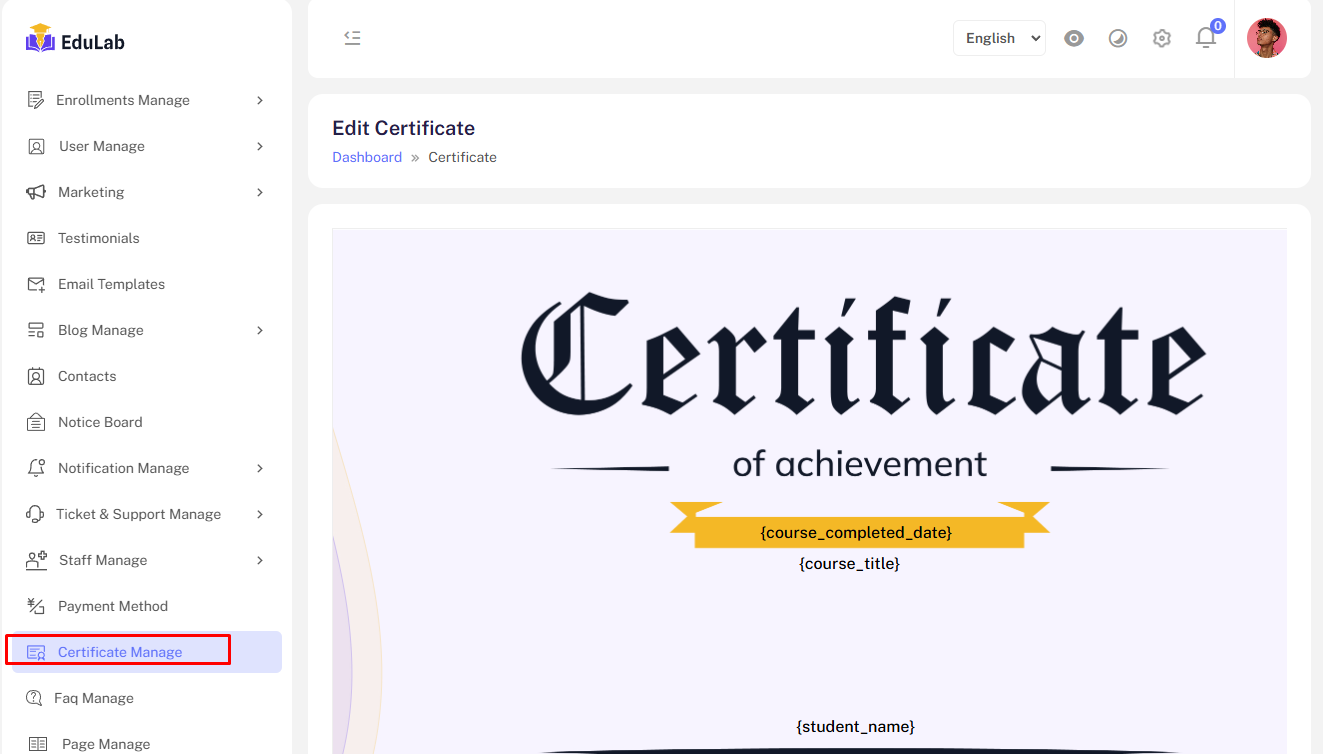 EduLab
Enrollments Manage
User Manage
Marketing
Testimonials
Email Templates
Blog Manage
Contacts
Notice Board
Notification Manage
Ticket & Support Manage
Staff Manage
Payment Method
Certificate Manage
Faq Manage
Page Manage
English
0
Edit Certificate
Dashboard » Certificate
Certificate
of achievement
{course_completed_date}
{course_title}
{student_name}